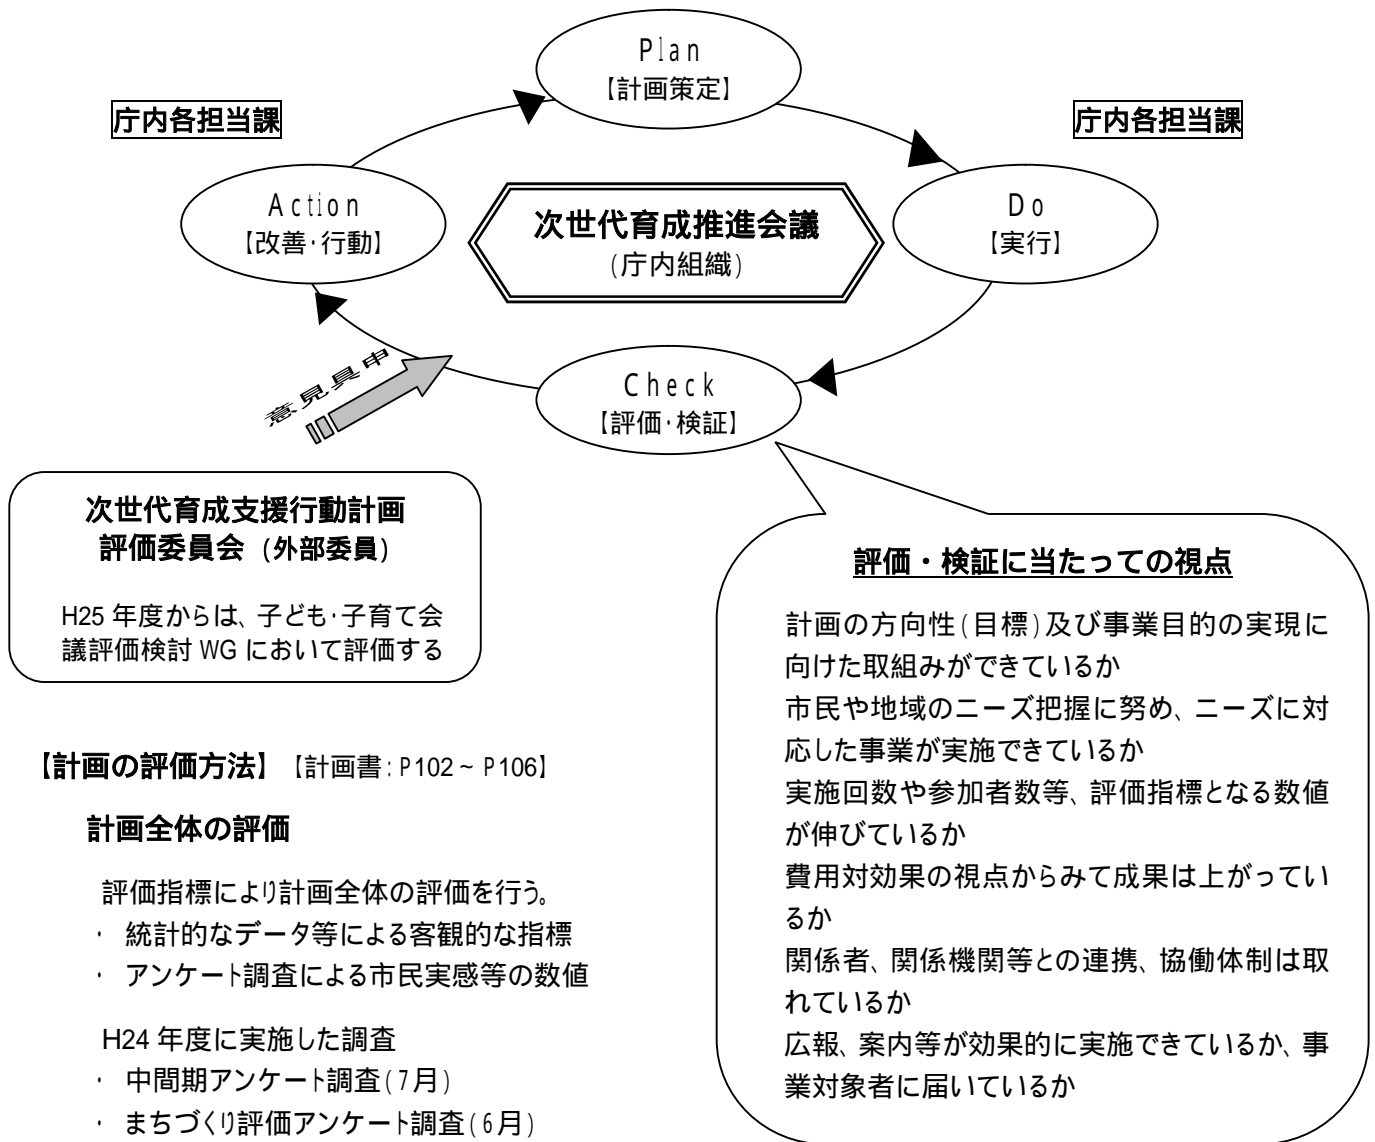 Plan
【計画策定】
庁内各担当課
庁内各担当課
Action
【改善・行動】
次世代育成推進会議
(庁内組織)
Do
【実行】
意見具申
Check
【評価・検証】
次世代育成支援行動計画
評価委員会 (外部委員)
H25 年度からは、子ども・子育て会
議評価検討 WG において評価する
評価・検証に当たっての視点
計画の方向性(目標)及び事業目的の実現に
向けた取組みができているか
市民や地域のニーズ把握に努め、ニーズに対
応した事業が実施できているか
実施回数や参加者数等、評価指標となる数値
が伸びているか
費用対効果の視点からみて成果は上がってい
るか
関係者、関係機関等との連携、協働体制は取
れているか
広報、案内等が効果的に実施できているか、事
業対象者に届いているか
【計画の評価方法】 【計画書：P102～P106】
計画全体の評価
評価指標により計画全体の評価を行う。
・ 統計的なデータ等による客観的な指標
・ アンケート調査による市民実感等の数値
H24 年度に実施した調査
・ 中間期アンケート調査(7月)
・ まちづくり評価アンケート調査(6月)